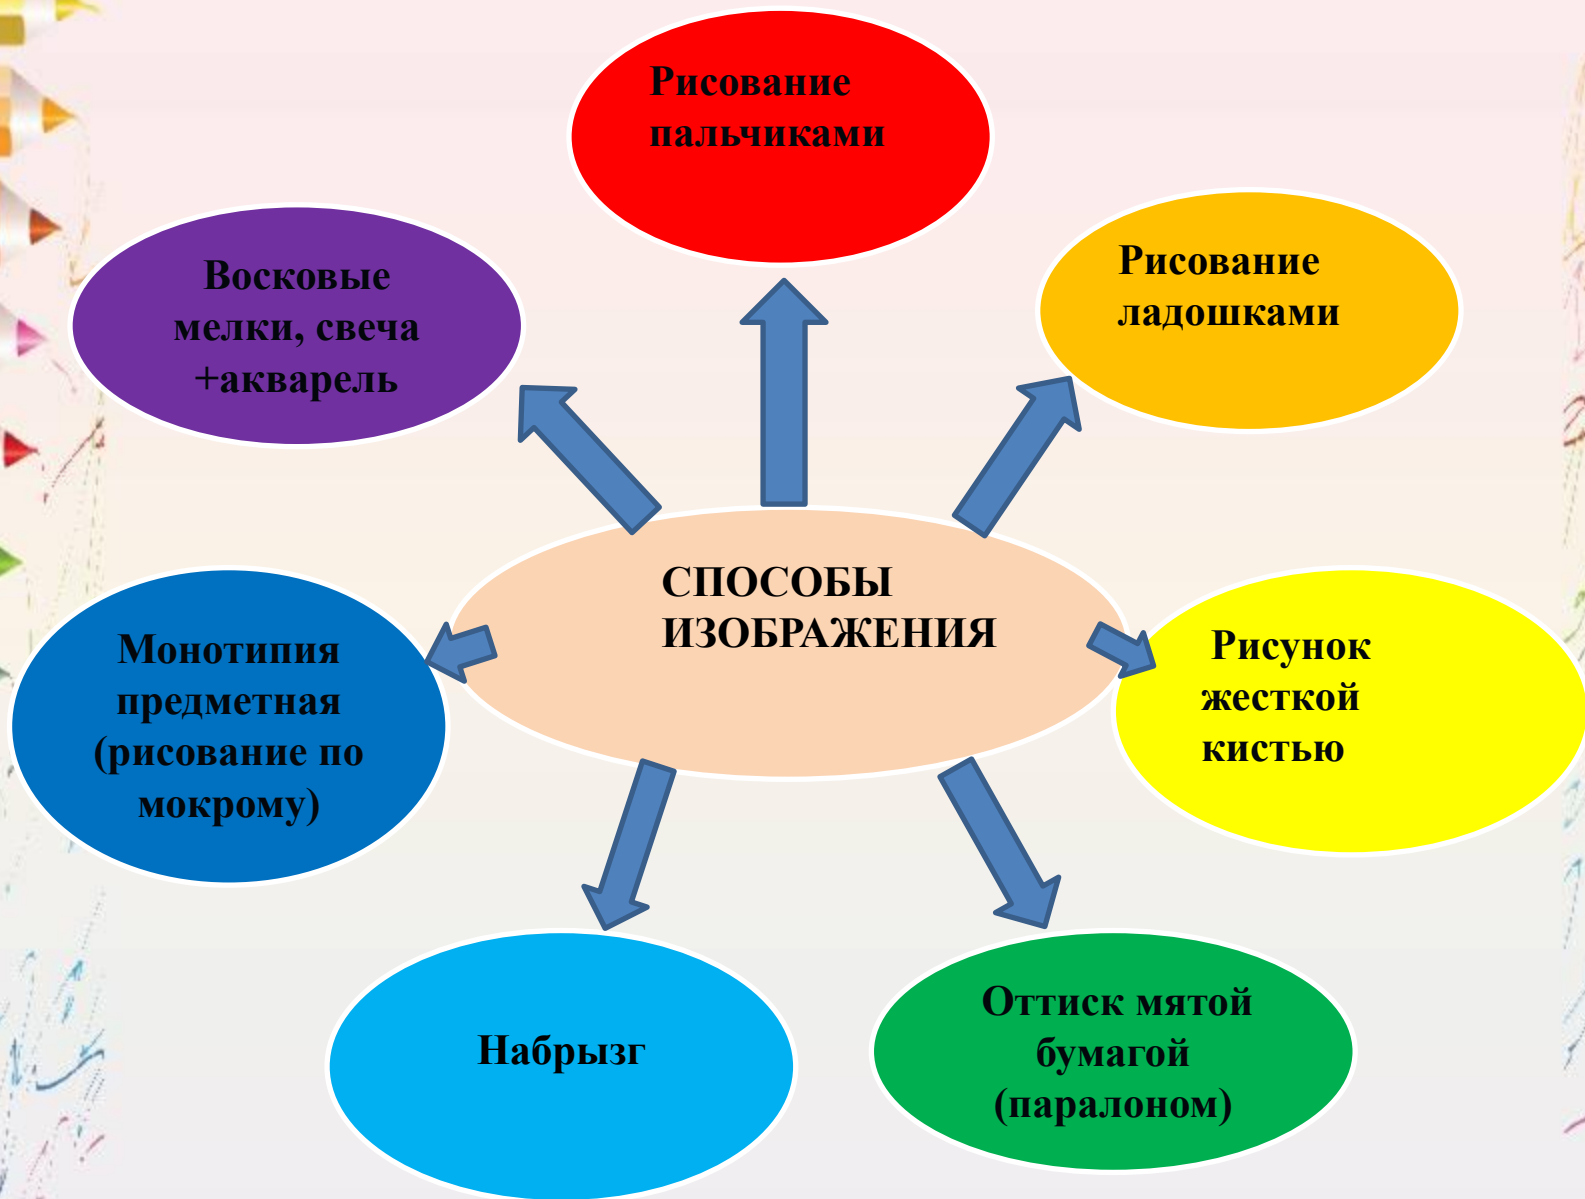 Рисование
пальчиками
Восковые
мелки, свеча
+акварель
Рисование
ладошками
СПОСОБЫ
ИЗОБРАЖЕНИЯ
Монотипия
предметная
(рисование по
мокрому)
Рисунок
жесткой
кистью
Набрызг
Оттиск мятой
бумагой
(паралоном)